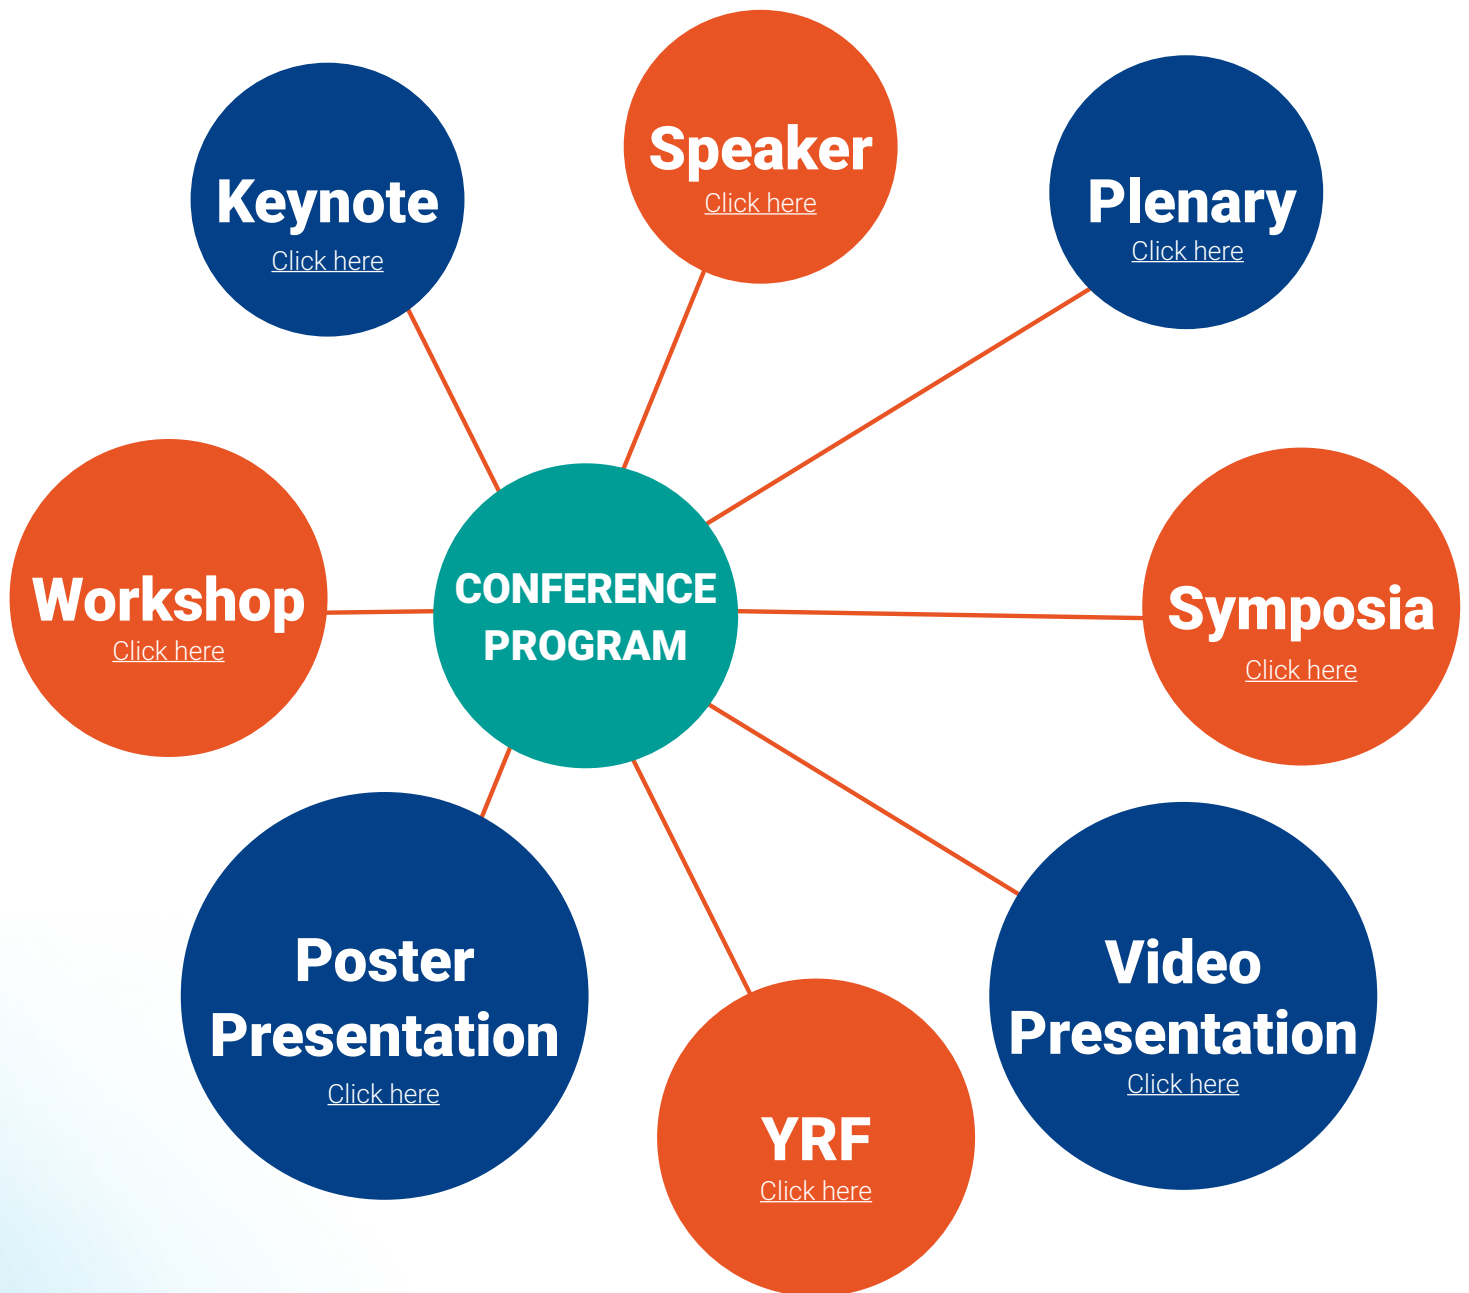 Speaker
Click here
Keynote
Click here
Plenary
Click here
Workshop
Click here
CONFERENCE
PROGRAM
Symposia
Click here
Poster
Presentation
Click here
Video
Presentation
Click here
YRF
Click here